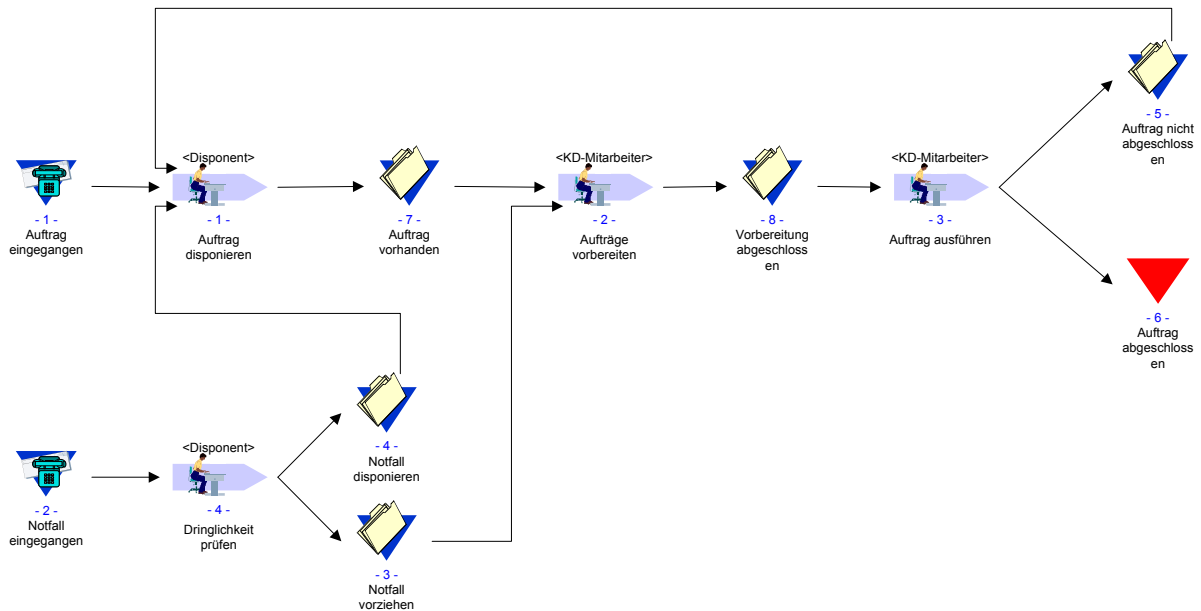 - 5 -
Auftrag nicht
abgeschloss
en
<Disponent>
<KD-Mitarbeiter>
<KD-Mitarbeiter>
- 1 -
Auftrag
eingegangen
- 1 -
Auftrag
disponieren
- 7 -
Auftrag
vorhanden
- 2 -
Aufträge
vorbereiten
- 8 -
Vorbereitung
abgeschloss
en
- 3 -
Auftrag ausführen
- 6 -
Auftrag
abgeschloss
en
- 4 -
Notfall
disponieren
<Disponent>
- 2 -
Notfall
eingegangen
- 4 -
Dringlichkeit
prüfen
- 3 -
Notfall
vorziehen